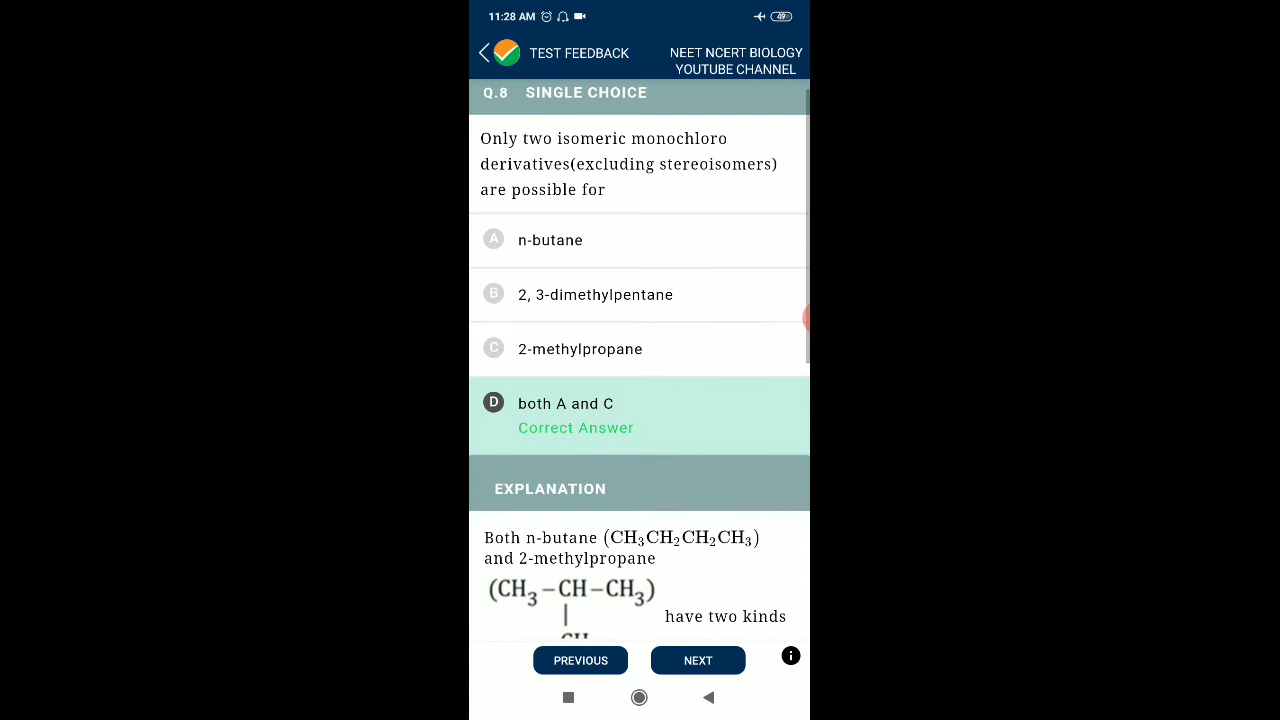 11:28 AM 49
TEST FEEDBACK
NEET NCERT BIOLOGY
YOUTUBE CHANNEL
Q.8 SINGLE CHOICE
Only two isomeric monochloro
derivatives(excluding stereoisomers)
are possible for
A n-butane
B 2, 3-dimethylpentane
C 2-methylpropane
D both A and C
Correct Answer
EXPLANATION
Both n-butane (CH₃CH₂CH₂CH₃)
and 2-methylpropane
(CH₃–CH–CH₃)
have two kinds
PREVIOUS NEXT